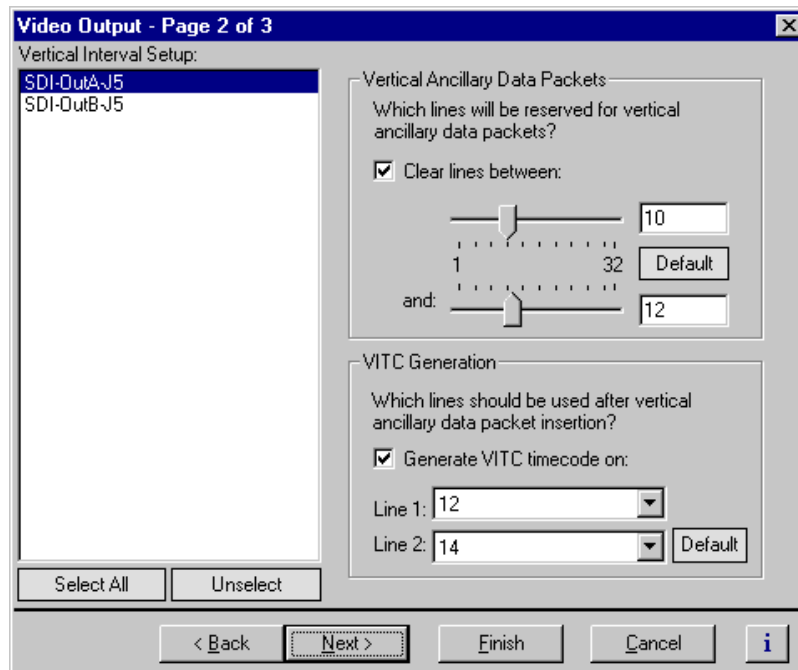 Video Output - Page 2 of 3
Vertical Interval Setup:
SDI-OutA-J5
SDI-OutB-J5
Select All
Unselect
Vertical Ancillary Data Packets
Which lines will be reserved for vertical
ancillary data packets?
Clear lines between:
10
1
32
Default
and:
12
VITC Generation
Which lines should be used after vertical
ancillary data packet insertion?
Generate VITC timecode on:
Line 1: 12
Line 2: 14
Default
< Back
Next >
Finish
Cancel
i